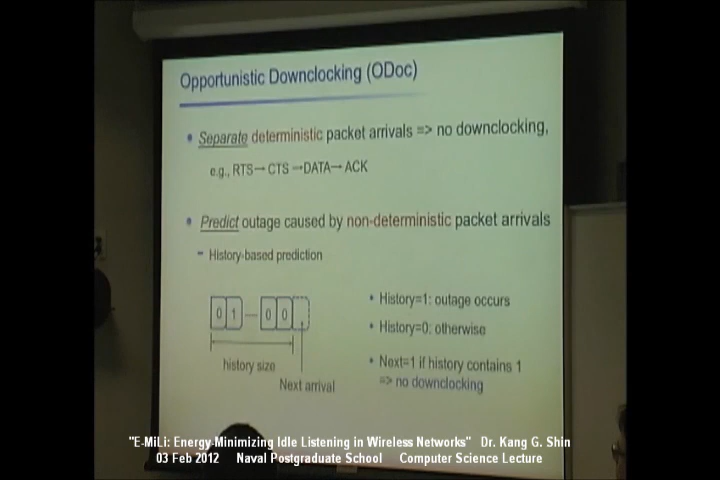 Opportunistic Downclocking (ODoc)
• Separate deterministic packet arrivals => no downclocking,
e.g., RTS→ CTS →DATA→ ACK
• Predict outage caused by non-deterministic packet arrivals
– History-based prediction
0 1 — 0 0
history size
Next arrival
• History=1: outage occurs
• History=0: otherwise
• Next=1 if history contains 1
=> no downclocking
"E-MiLi: Energy-Minimizing Idle Listening in Wireless Networks" Dr. Kang G. Shin
03 Feb 2012 Naval Postgraduate School Computer Science Lecture